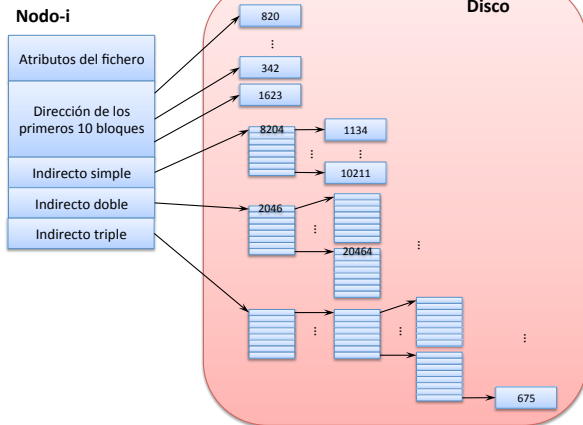 Nodo-i
Disco
Atributos del fichero
Dirección de los
primeros 10 bloques
Indirecto simple
Indirecto doble
Indirecto triple
820
⋮
342
1623
8204
1134
⋮
⋮
10211
2046
⋮
20464
⋮
⋮
⋮
⋮
675